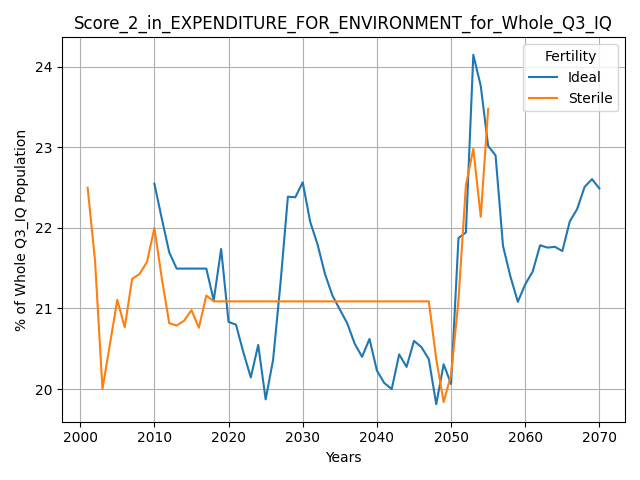 Score_2_in_EXPENDITURE_FOR_ENVIRONMENT_for_Whole_Q3_IQ
Fertility
Ideal
Sterile
% of Whole Q3_IQ Population
24
23
22
21
20
2000 2010 2020 2030 2040 2050 2060 2070
Years